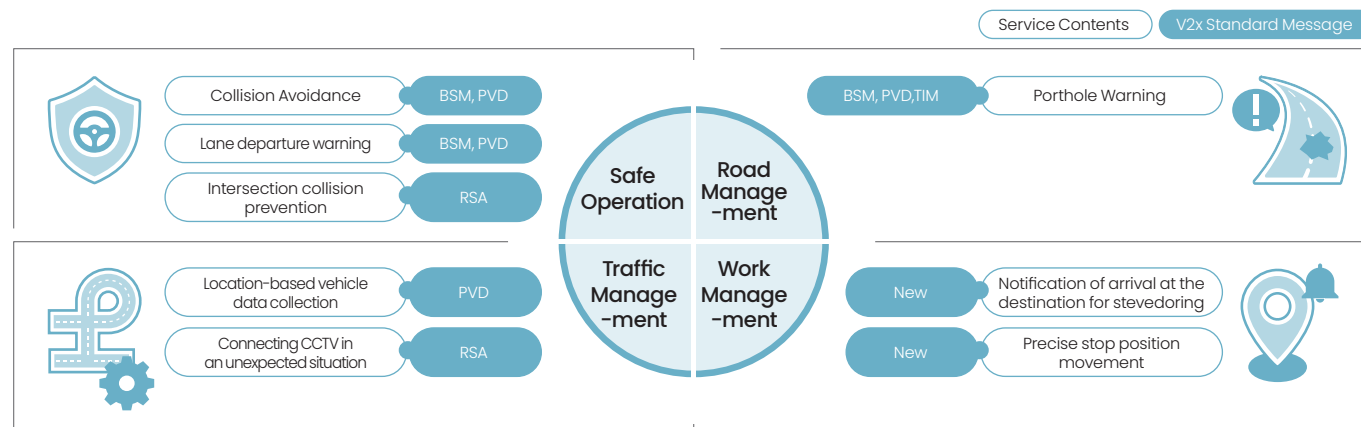 Service Contents
V2x Standard Message
Collision Avoidance
BSM, PVD
Lane departure warning
BSM, PVD
Intersection collision
prevention
RSA
Safe
Operation
Road
Manage
-ment
BSM, PVD,TIM
Porthole Warning
Location-based vehicle
data collection
PVD
Connecting CCTV in
an unexpected situation
RSA
Traffic
Manage
-ment
Work
Manage
-ment
New
Notification of arrival at the
destination for stevedoring
New
Precise stop position
movement